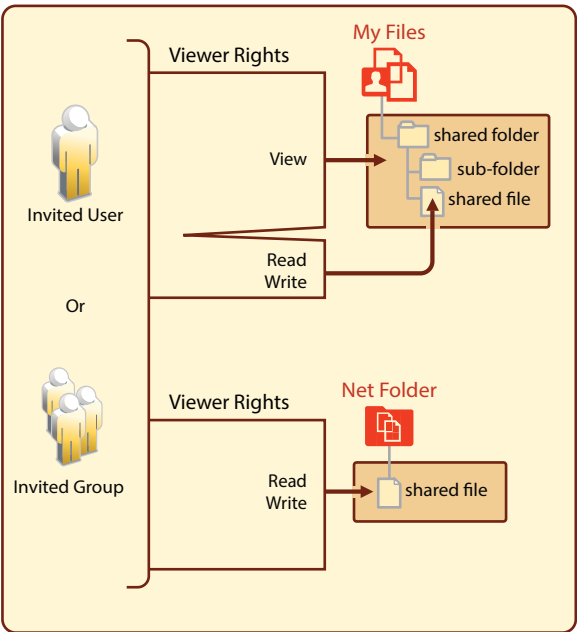 My Files
Viewer Rights
shared folder
View
sub-folder
shared file
Invited User
Read
Write
Or
Net Folder
Viewer Rights
Invited Group
Read
Write
shared file